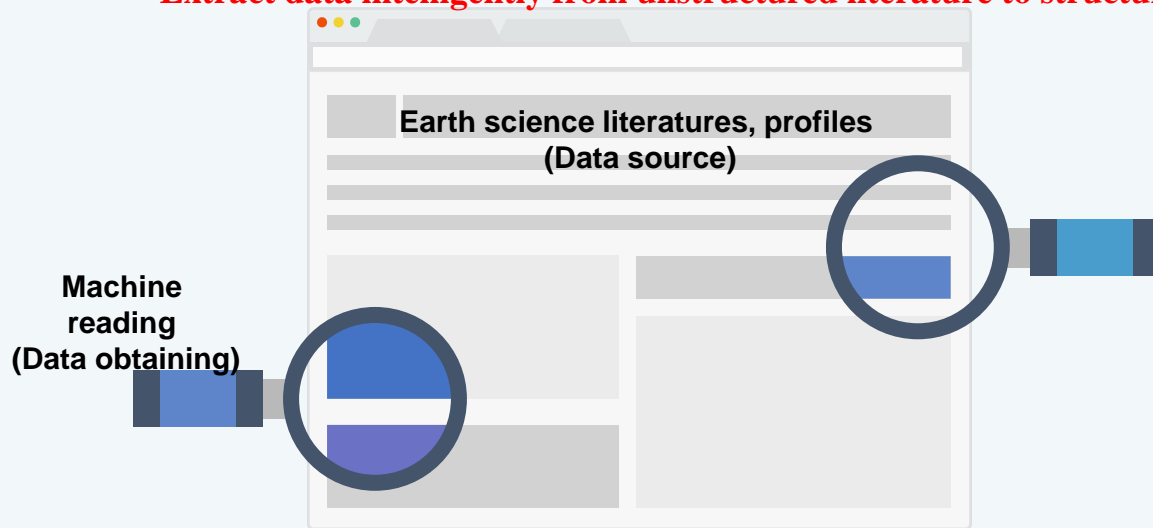 Extract data intelligently from unstructured literature to
Earth science literatures, profiles
(Data source)
Machine
reading
(Data obtaining)